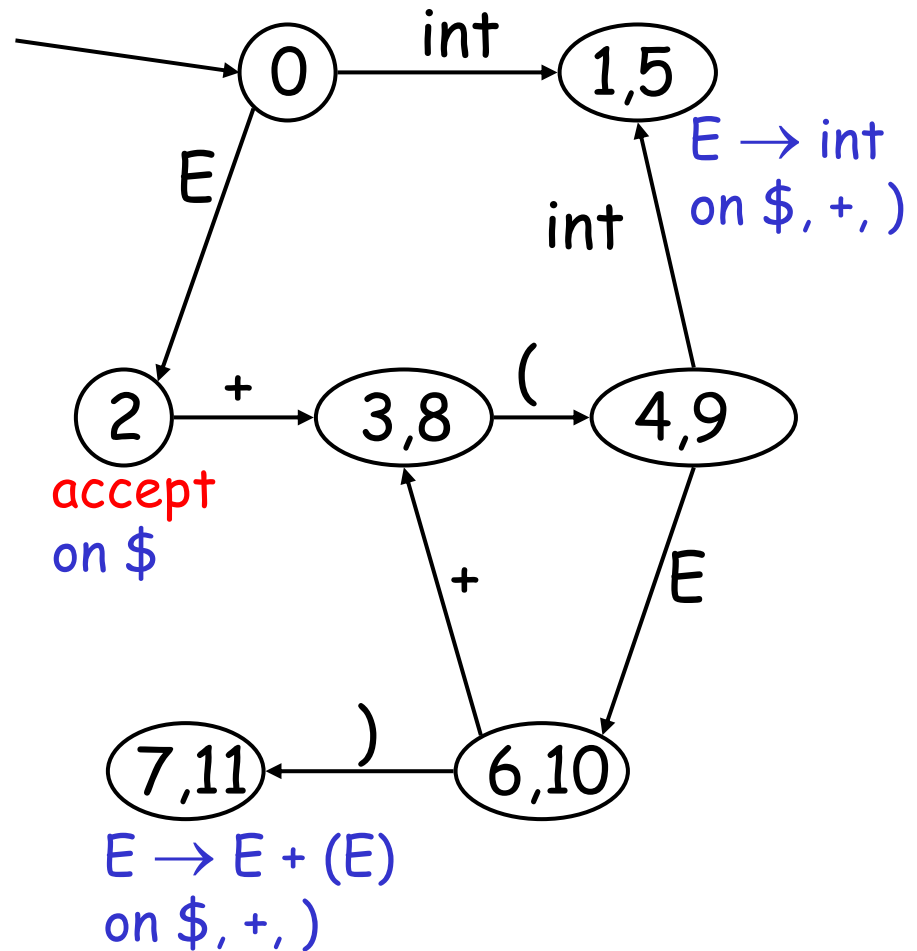 int
0
1,5
E → int
on $, +, )
E
int
+
(
2
3,8
4,9
accept
on $
+
E
)
7,11
6,10
E → E + (E)
on $, +, )